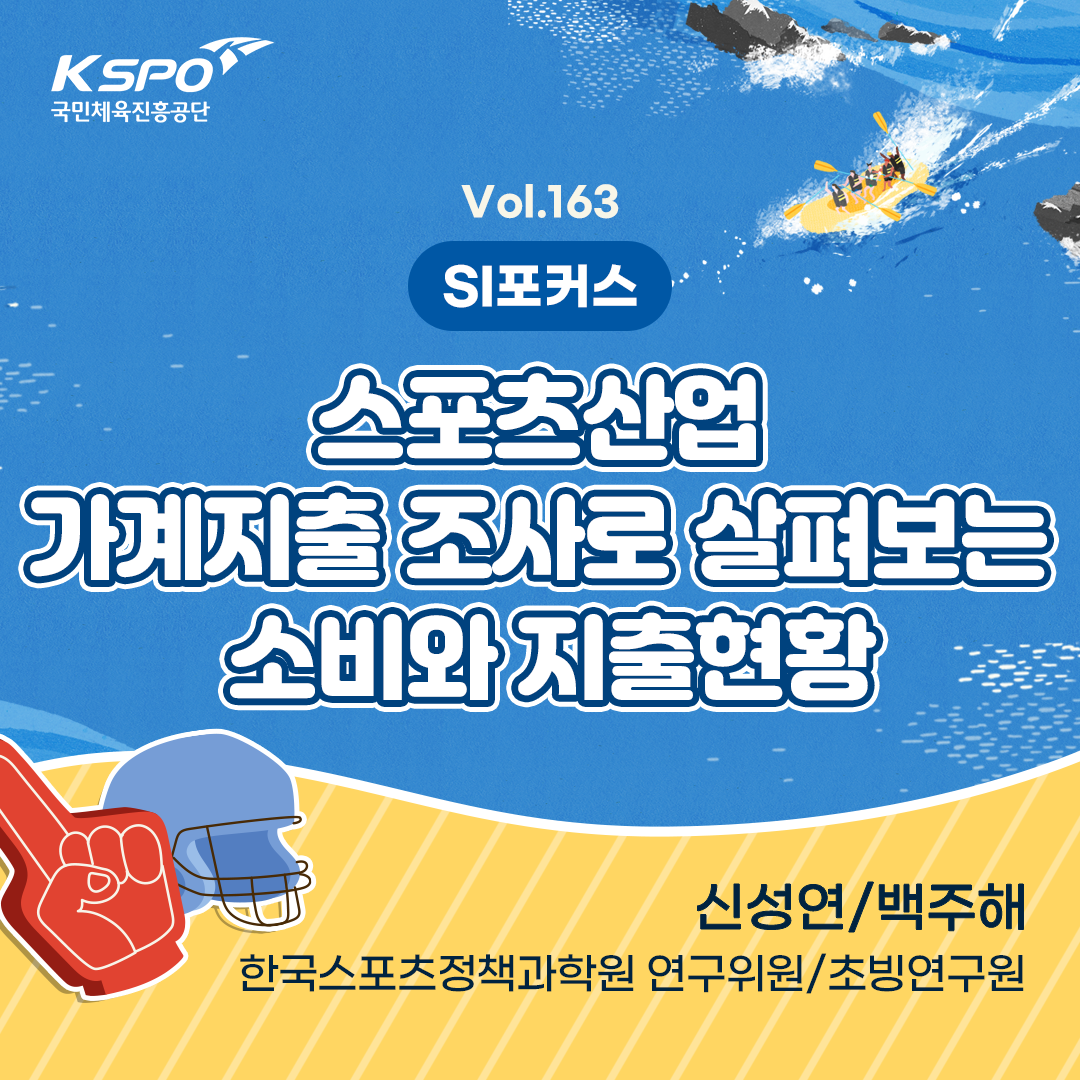 KSPO
국민체육진흥공단
Vol.163
SI포커스
스포츠산업
가계지출 조사로 살펴보는
소비와 지출현황
신성연/백주해
한국스포츠정책과학원 연구위원/초빙연구원